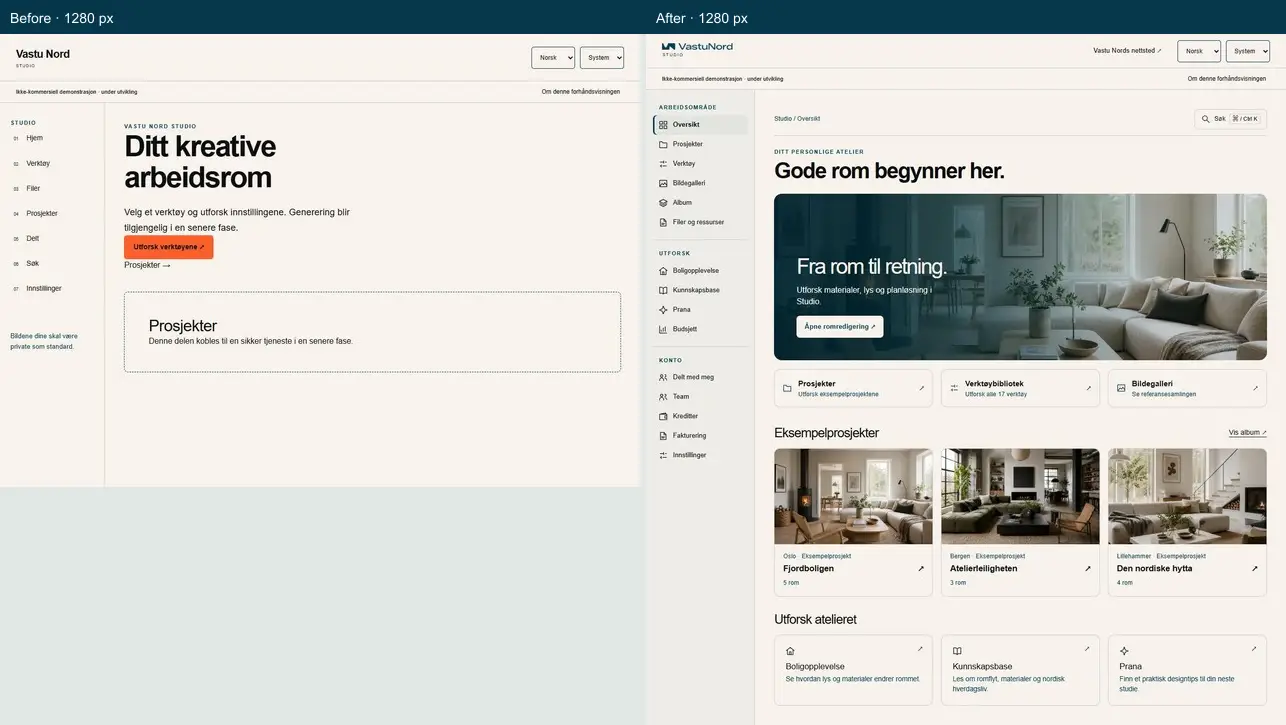 Before · 1280 px
Vastu Nord
STUDIO
Norsk
System
Ikke-kommersiell demonstrasjon · under utvikling
Om denne forhåndsvisningen
STUDIO
01 Hjem
02 Verktøy
03 Filer
04 Prosjekter
05 Delt
06 Søk
07 Innstillinger
Bildene dine skal være
private som standard.
VASTU NORD STUDIO
Ditt kreative
arbeidsrom
Velg et verktøy og utforsk innstillingene. Generering blir
tilgjengelig i en senere fase.
Utforsk verktøyene ↗
Prosjekter →
Prosjekter
Denne delen kobles til en sikker tjeneste i en senere fase.
After · 1280 px
VastuNord
STUDIO
Vastu Nords nettsted ↗
Norsk
System
Ikke-kommersiell demonstrasjon · under utvikling
Om denne forhåndsvisningen
ARBEIDSOMRÅDE
Oversikt
Prosjekter
Verktøy
Bildegalleri
Album
Filer og ressurser
UTFORSK
Boligopplevelse
Kunnskapsbase
Prana
Budsjett
KONTO
Delt med meg
Team
Kreditter
Fakturering
Innstillinger
Studio / Oversikt
Søk ⌘ / Ctrl K
DITT PERSONLIGE ATELIER
Gode rom begynner her.
Fra rom til retning.
Utforsk materialer, lys og planløsning i
Studio.
Åpne romredigering ↗
Prosjekter ↗
Utforsk eksempelprosjektene
Verktøybibliotek ↗
Utforsk alle 17 verktøy
Bildegalleri ↗
Se referansesamlingen
Eksempelprosjekter
Vis album ↗
Oslo · Eksempelprosjekt
Fjordboligen ↗
5 rom
Bergen · Eksempelprosjekt
Atelierleiligheten ↗
3 rom
Lillehammer · Eksempelprosjekt
Den nordiske hytta ↗
4 rom
Utforsk atelieret
Boligopplevelse
Se hvordan lys og materialer endrer rommet.
Kunnskapsbase
Les om romflyt, materialer og nordisk
hverdagsliv.
Prana
Finn et praktisk designtips til din neste
studie.